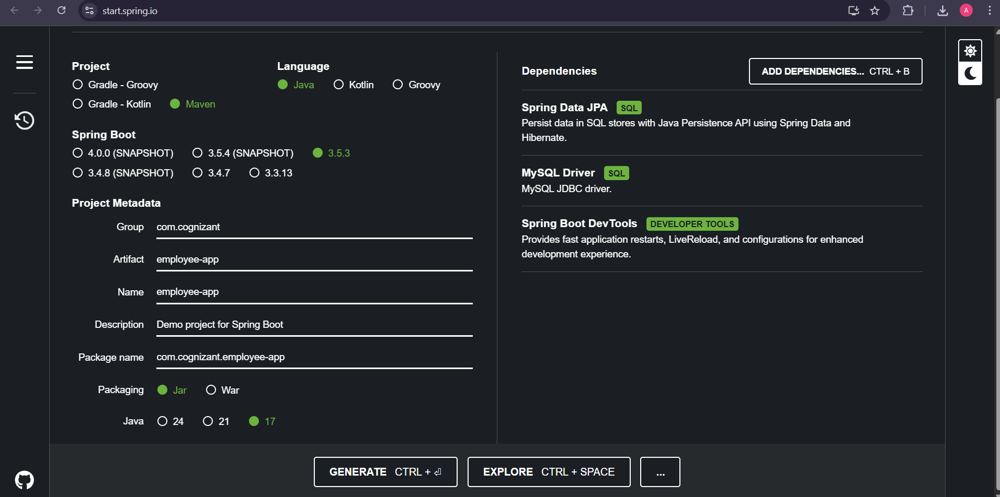 start.spring.io
A
Project
Gradle - Groovy
Gradle - Kotlin Maven
Language
Java Kotlin Groovy
Spring Boot
4.0.0 (SNAPSHOT) 3.5.4 (SNAPSHOT) 3.5.3
3.4.8 (SNAPSHOT) 3.4.7 3.3.13
Project Metadata
Group com.cognizant
Artifact employee-app
Name employee-app
Description Demo project for Spring Boot
Package name com.cognizant.employee-app
Packaging Jar War
Java 24 21 17
Dependencies
ADD DEPENDENCIES... CTRL + B
Spring Data JPA SQL
Persist data in SQL stores with Java Persistence API using Spring Data and
Hibernate.
MySQL Driver SQL
MySQL JDBC driver.
Spring Boot DevTools DEVELOPER TOOLS
Provides fast application restarts, LiveReload, and configurations for enhanced
development experience.
GENERATE CTRL + ⏎
EXPLORE CTRL + SPACE
...